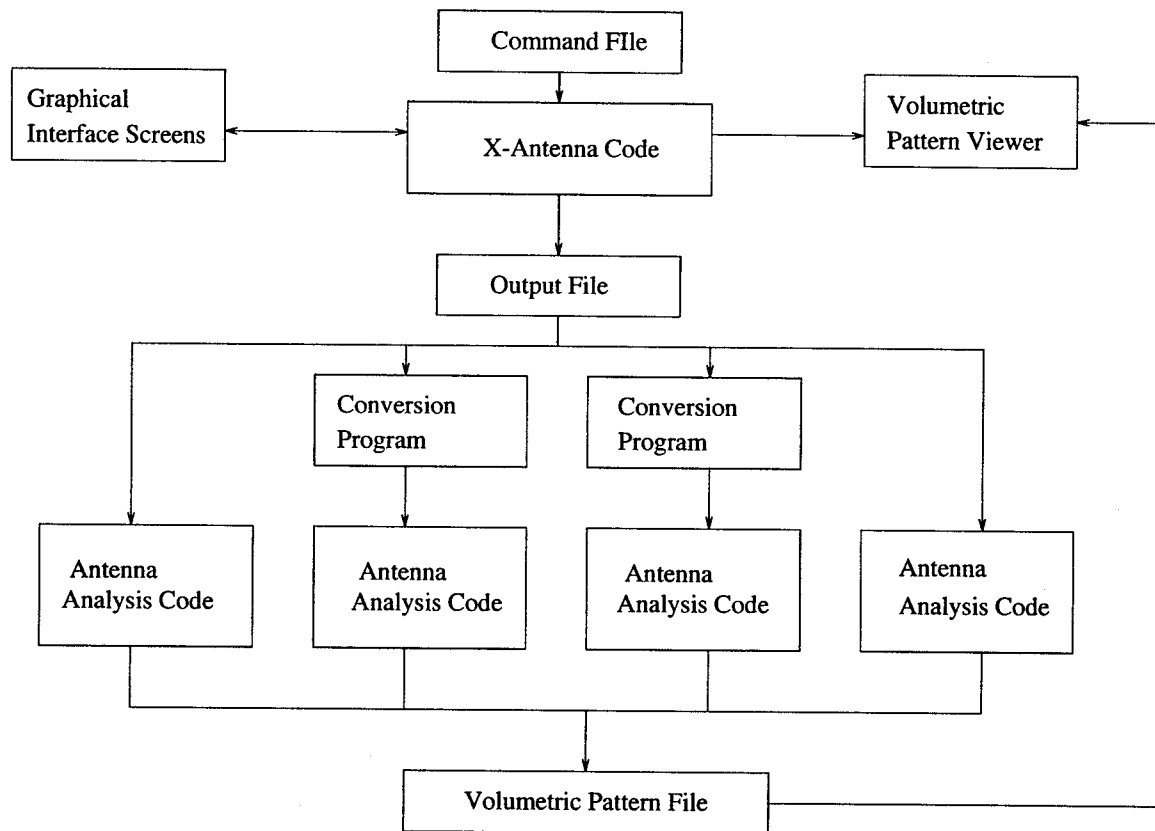 Command FIle
Graphical
Interface Screens
X-Antenna Code
Volumetric
Pattern Viewer
Output File
Conversion
Program
Conversion
Program
Antenna
Analysis Code
Antenna
Analysis Code
Antenna
Analysis Code
Antenna
Analysis Code
Volumetric Pattern File